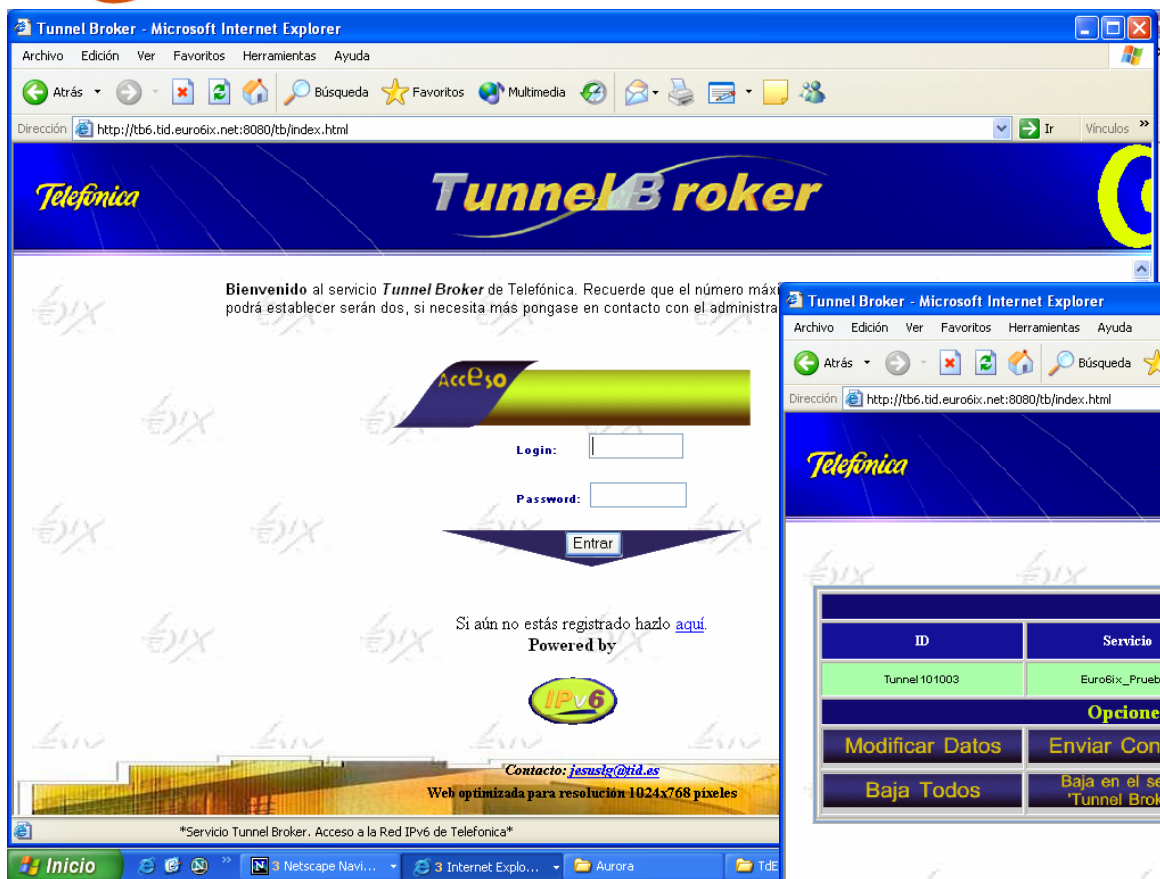 Tunnel Broker - Microsoft Internet Explorer
Archivo Edición Ver Favoritos Herramientas Ayuda
Atrás Búsqueda Favoritos Multimedia
Dirección http://tb6.tid.euro6ix.net:8080/tb/index.html Ir Vínculos »
Telefónica
TunnelBroker
Bienvenido al servicio Tunnel Broker de Telefónica. Recuerde que el número
podrá establecer serán dos, si necesita más pongase en contacto con el
Acceso
Login:
Password:
Entrar
Si aún no estás registrado hazlo aquí.
Powered by
IPv6
Contacto: jesuslg@tid.es
Web optimizada para resolución 1024x768 píxeles
*Servicio Tunnel Broker. Acceso a la Red IPv6 de Telefonica*
Tunnel Broker - Microsoft Internet Explorer
Archivo Edición Ver Favoritos Herramientas Ayuda
Atrás Búsqueda
Dirección http://tb6.tid.euro6ix.net:8080/tb/index.html
Telefónica
ID Servicio
Tunnel101003 Euro6ix_Prueb
Opcione
Modificar Datos Enviar Con
Baja Todos Baja en el se
'Tunnel Brok
Inicio » 3 Netscape Navi... 3 Internet Explo... Aurora TdE